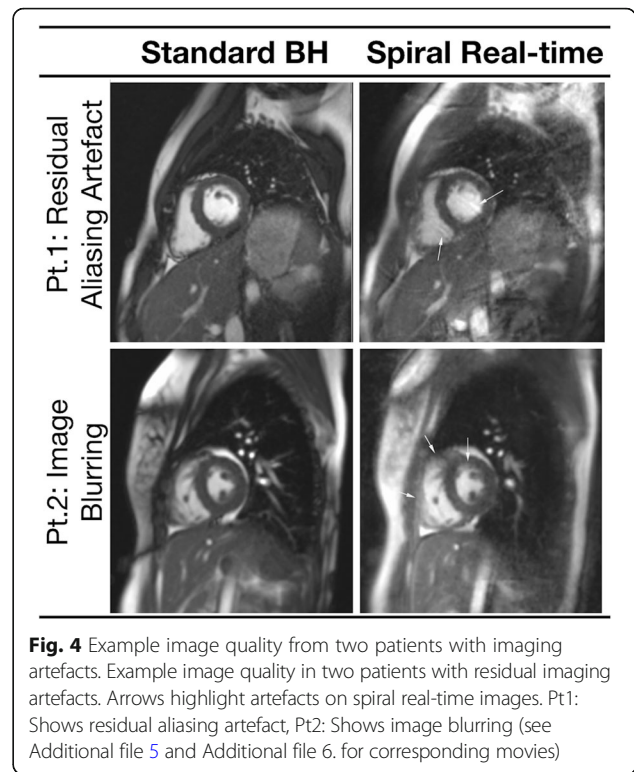 Standard BH
Spiral Real-time
Pt.1: Residual
Aliasing Artefact
Pt.2: Image
Blurring
Fig. 4 Example image quality from two patients with imaging
artefacts. Example image quality in two patients with residual imaging
artefacts. Arrows highlight artefacts on spiral real-time images. Pt1:
Shows residual aliasing artefact, Pt2: Shows image blurring (see
Additional file 5 and Additional file 6. for corresponding movies)